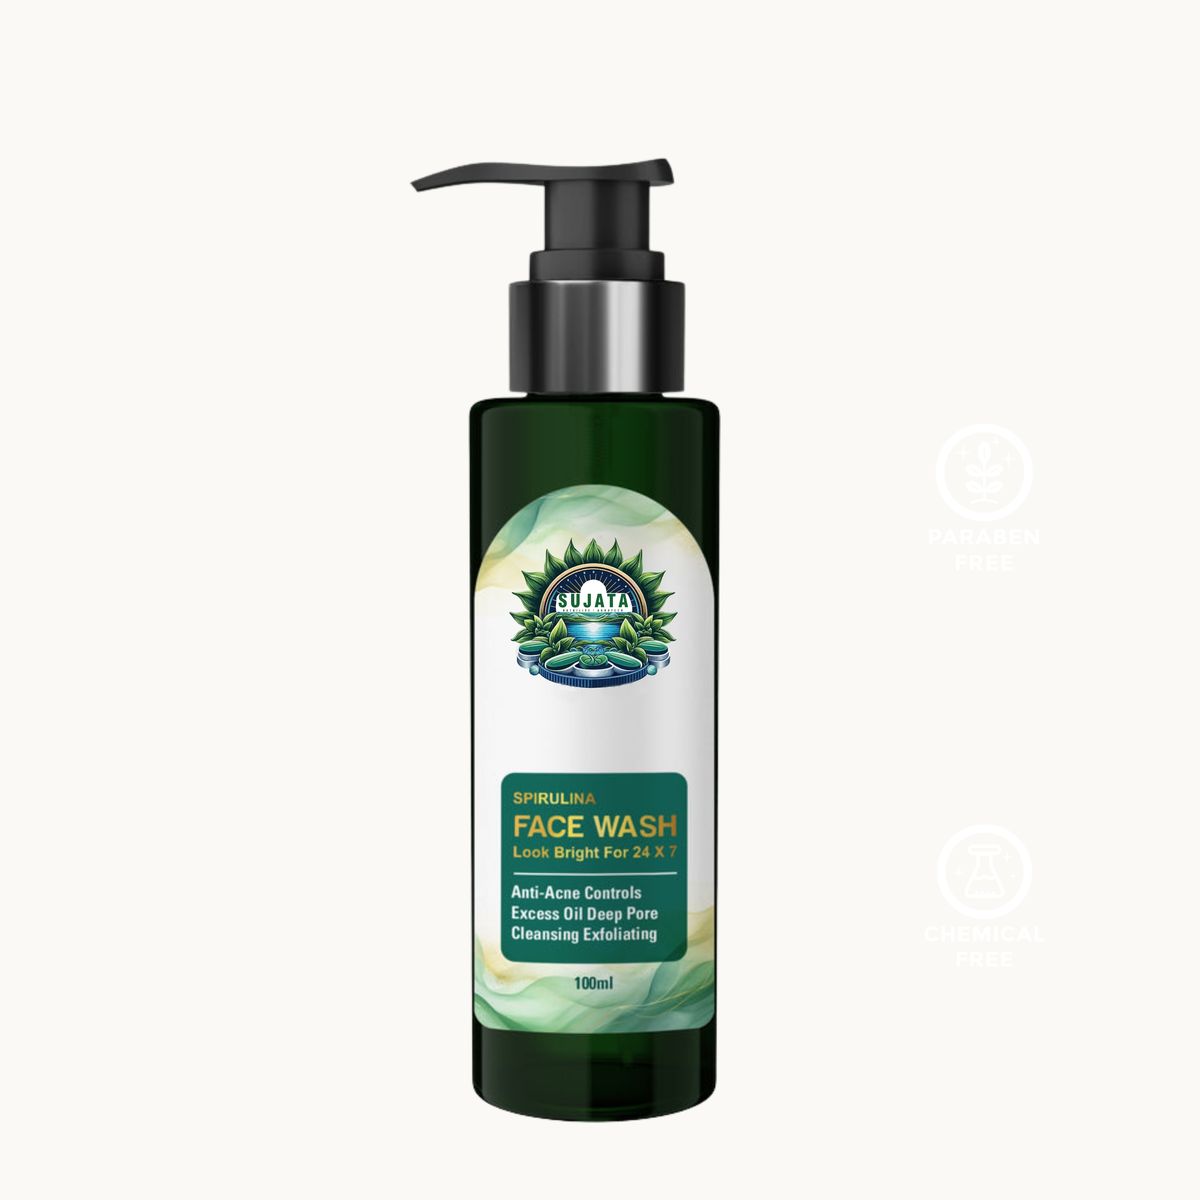 SUJATA
SPIRULINA
FACE WASH
Look Bright For 24 X 7
Anti-Acne Controls
Excess Oil Deep Pore
Cleansing Exfoliating
100ml
PARABEN
FREE
CHEMICAL
FREE